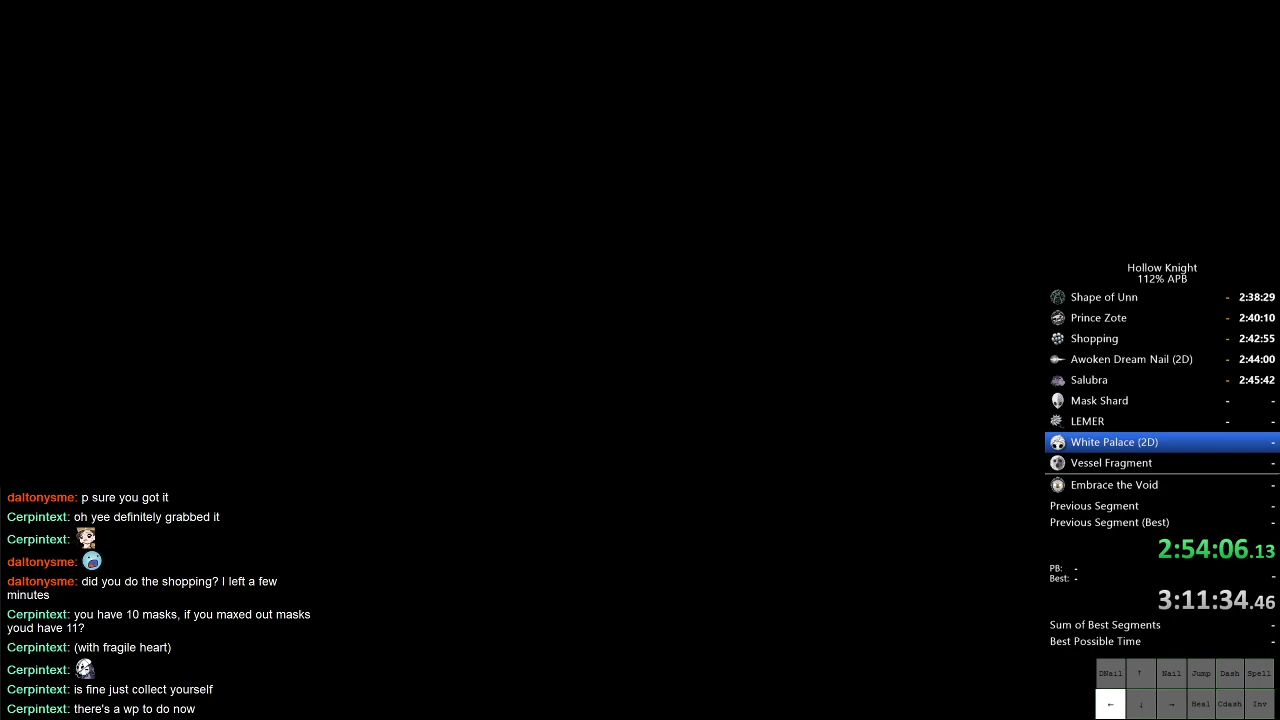 Hollow Knight
112% APB
Shape of Unn - 2:38:29
Prince Zote - 2:40:10
Shopping - 2:42:55
Awoken Dream Nail (2D) - 2:44:00
Salubra - 2:45:42
Mask Shard - -
LEMER - -
White Palace (2D) -
Vessel Fragment -
Embrace the Void -
Previous Segment -
Previous Segment (Best) -
2:54:06.13
PB: -
Best: - -
3:11:34.46
Sum of Best Segments -
Best Possible Time -
DNail ↑ Nail Jump Dash Spell
← ↓ → Heal Cdash Inv
daltonysme: p sure you got it
Cerpintext: oh yee definitely grabbed it
Cerpintext:
daltonysme:
daltonysme: did you do the shopping? I left a few
minutes
Cerpintext: you have 10 masks, if you maxed out masks
youd have 11?
Cerpintext: (with fragile heart)
Cerpintext:
Cerpintext: is fine just collect yourself
Cerpintext: there's a wp to do now